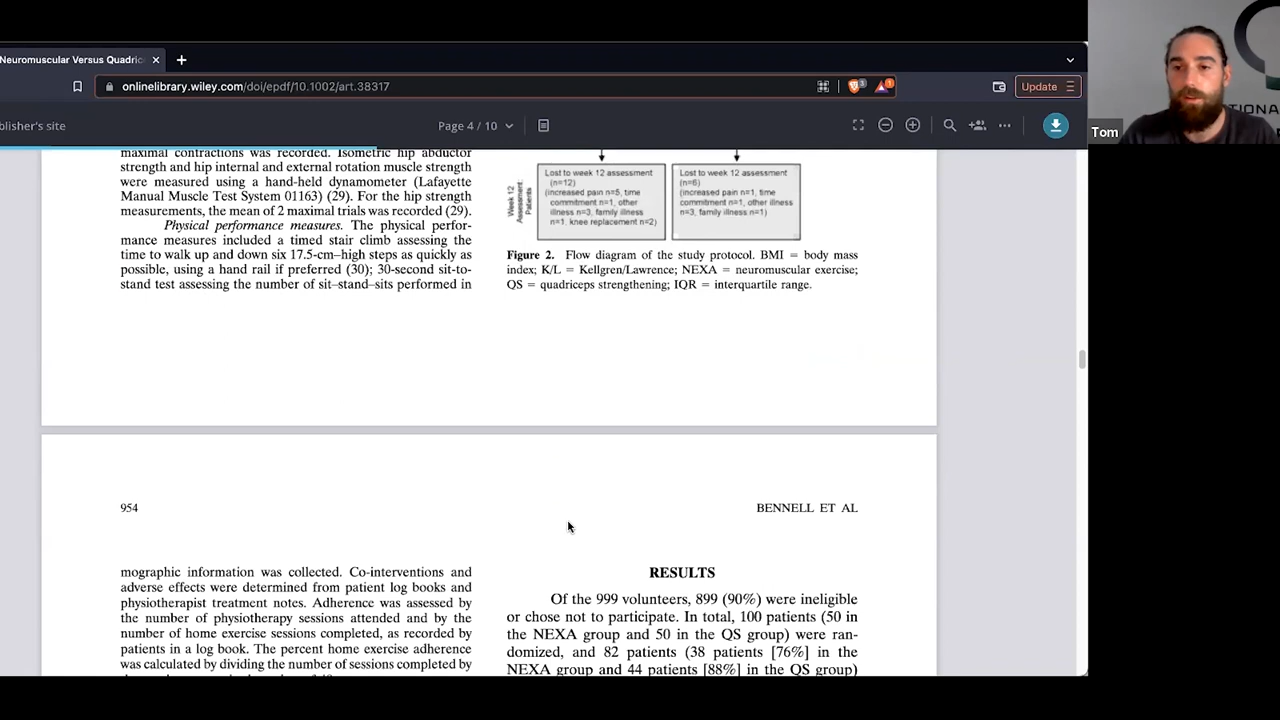 Neuromuscular Versus Quadric
onlinelibrary.wiley.com/doi/epdf/10.1002/art.38317
3
1
Update
blisher's site
Page 4 / 10
Tom
TIONA
maximal contractions was recorded. Isometric hip abductor
strength and hip internal and external rotation muscle strength
were measured using a hand-held dynamometer (Lafayette
Manual Muscle Test System 01163) (29). For the hip strength
measurements, the mean of 2 maximal trials was recorded (29).
Physical performance measures. The physical perfor-
mance measures included a timed stair climb assessing the
time to walk up and down six 17.5-cm–high steps as quickly as
possible, using a hand rail if preferred (30); 30-second sit-to-
stand test assessing the number of sit–stand–sits performed in
Week 12
Assessment:
Patients
Lost to week 12 assessment
(n=12)
(increased pain n=5, time
commitment n=1, other
illness n=3, family illness
n=1, knee replacement n=2)
Lost to week 12 assessment
(n=6)
(increased pain n=1, time
commitment n=1, other illness
n=3, family illness n=1)
Figure 2. Flow diagram of the study protocol. BMI = body mass
index; K/L = Kellgren/Lawrence; NEXA = neuromuscular exercise;
QS = quadriceps strengthening; IQR = interquartile range.
954
BENNELL ET AL
mographic information was collected. Co-interventions and
adverse effects were determined from patient log books and
physiotherapist treatment notes. Adherence was assessed by
the number of physiotherapy sessions attended and by the
number of home exercise sessions completed, as recorded by
patients in a log book. The percent home exercise adherence
was calculated by dividing the number of sessions completed by
RESULTS
Of the 999 volunteers, 899 (90%) were ineligible
or chose not to participate. In total, 100 patients (50 in
the NEXA group and 50 in the QS group) were ran-
domized, and 82 patients (38 patients [76%] in the
NEXA group and 44 patients [88%] in the QS group)